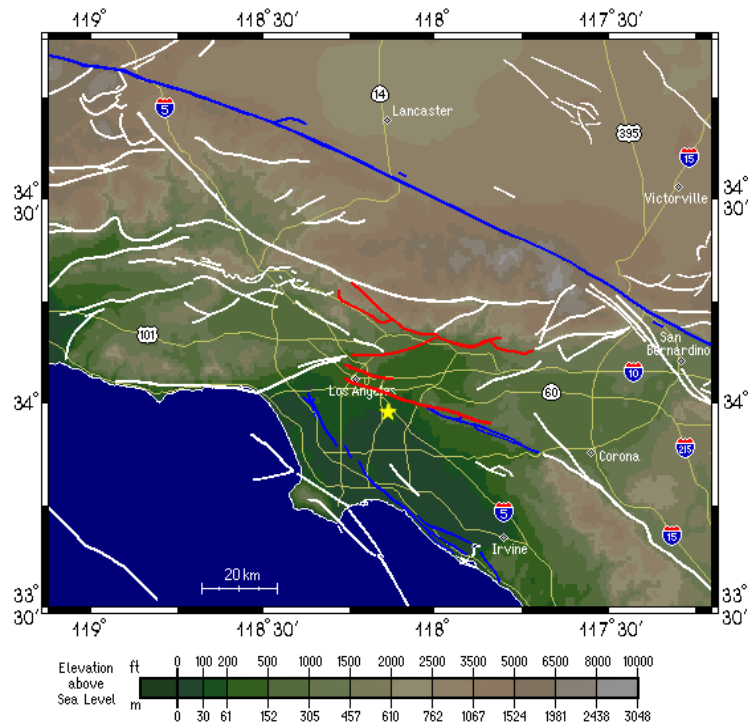 119° 118° 30' 118° 117° 30'
14
Lancaster
5
395
15
34° 30'
34° 30'
Victorville
101
San Bernardino
10
Los Angeles
60
34°
34°
Corona
215
5
15
Irvine
20 km
33° 30'
33° 30'
119° 118° 30' 118° 117° 30'
Elevation above Sea Level
ft 0 100 200 500 1000 1500 2000 2500 3500 5000 6500 8000 10000
m 0 30 61 152 305 457 610 762 1067 1524 1981 2438 3048